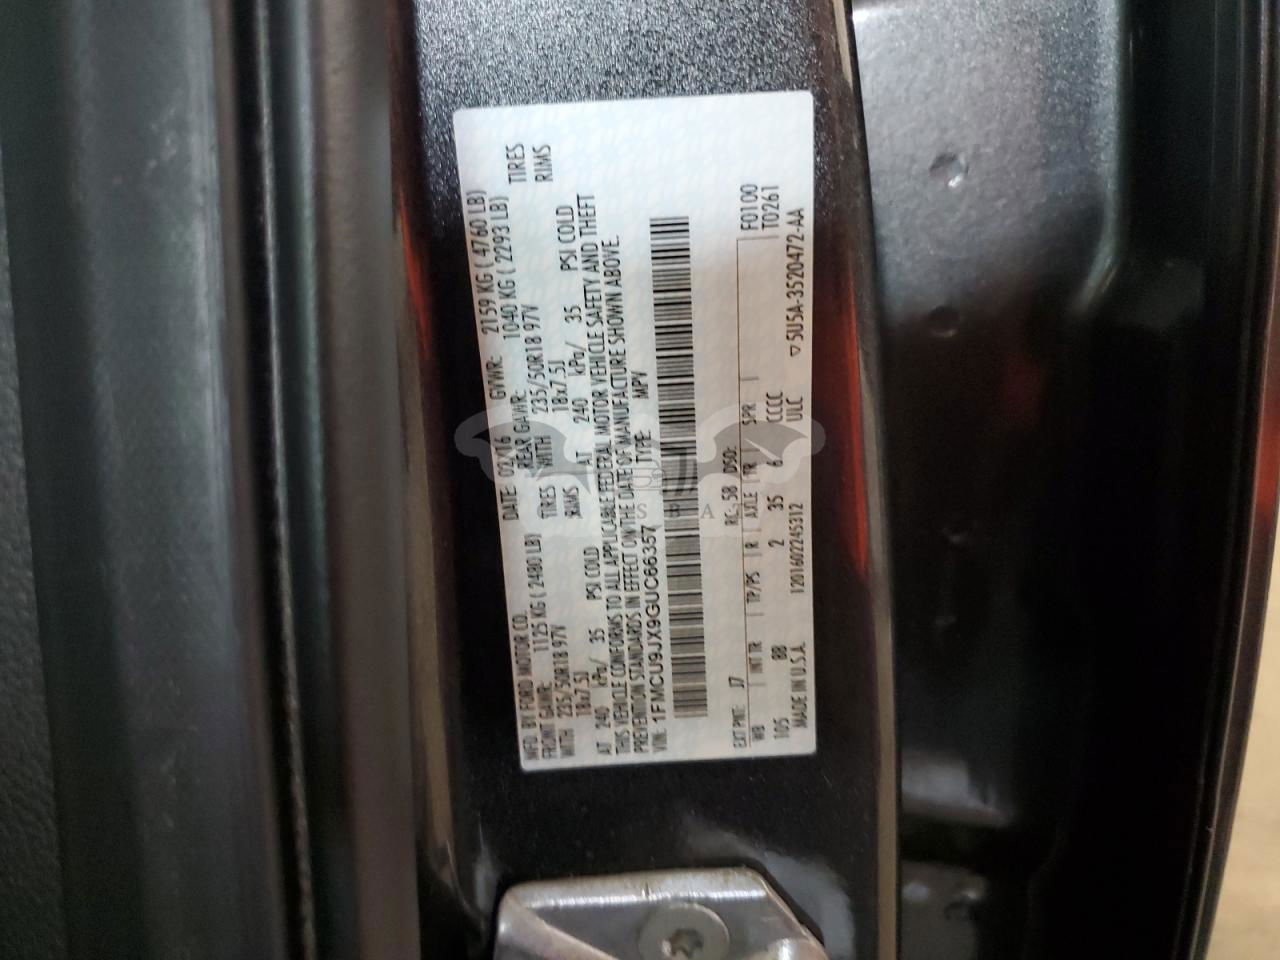 MFD. BY FORD MOTOR CO.
DATE: 02/16 GVWR: 2159 KG ( 4760 LB)
FRONT GAWR: 1125 KG ( 2480 LB) REAR GAWR: 1040 KG ( 2293 LB)
WITH 235/50R18 97V TIRES WITH 235/50R18 97V TIRES
18x7.5J RIMS 18x7.5J RIMS
AT 240 kPa/ 35 PSI COLD AT 240 kPa/ 35 PSI COLD
THIS VEHICLE CONFORMS TO ALL APPLICABLE FEDERAL MOTOR VEHICLE SAFETY AND THEFT
PREVENTION STANDARDS IN EFFECT ON THE DATE OF MANUFACTURE SHOWN ABOVE.
VIN: 1FMCU9JX9GUC66357 TYPE: MPV
F0100
EXT PNT: J7 RC: 58 DSO: T0261
WB INT TR TP/PS R AXLE TR SPR
105 BB 2 35 6 CCCC
MADE IN U.S.A. 1201602245312 ULC
▽5U5A-3520472-AA